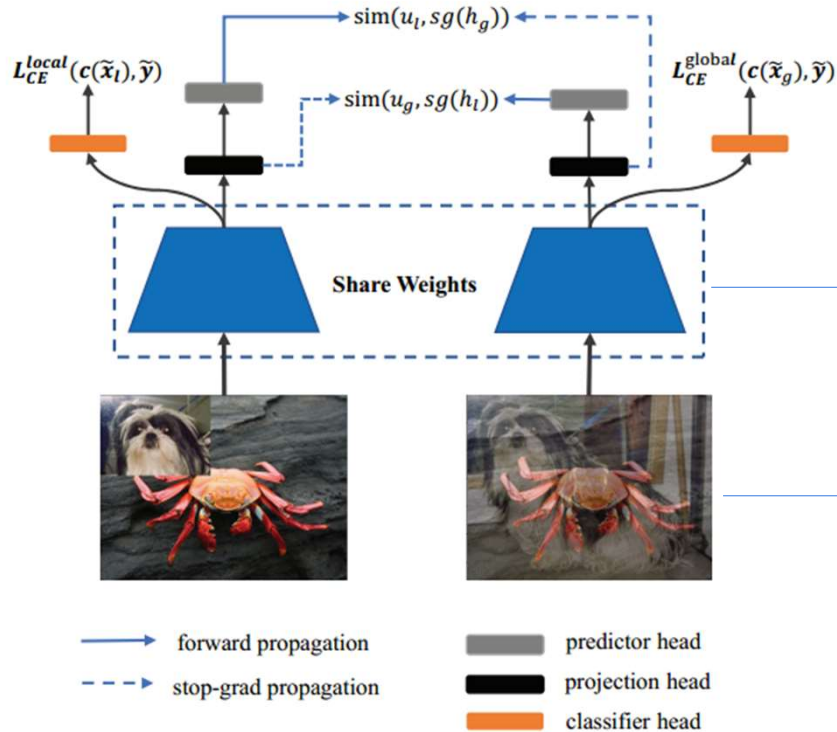 sim(u_l, sg(h_g))
L_CE^local(c(x̃_l), ỹ)
L_CE^global(c(x̃_g), ỹ)
sim(u_g, sg(h_l))
Share Weights
forward propagation
stop-grad propagation
predictor head
projection head
classifier head